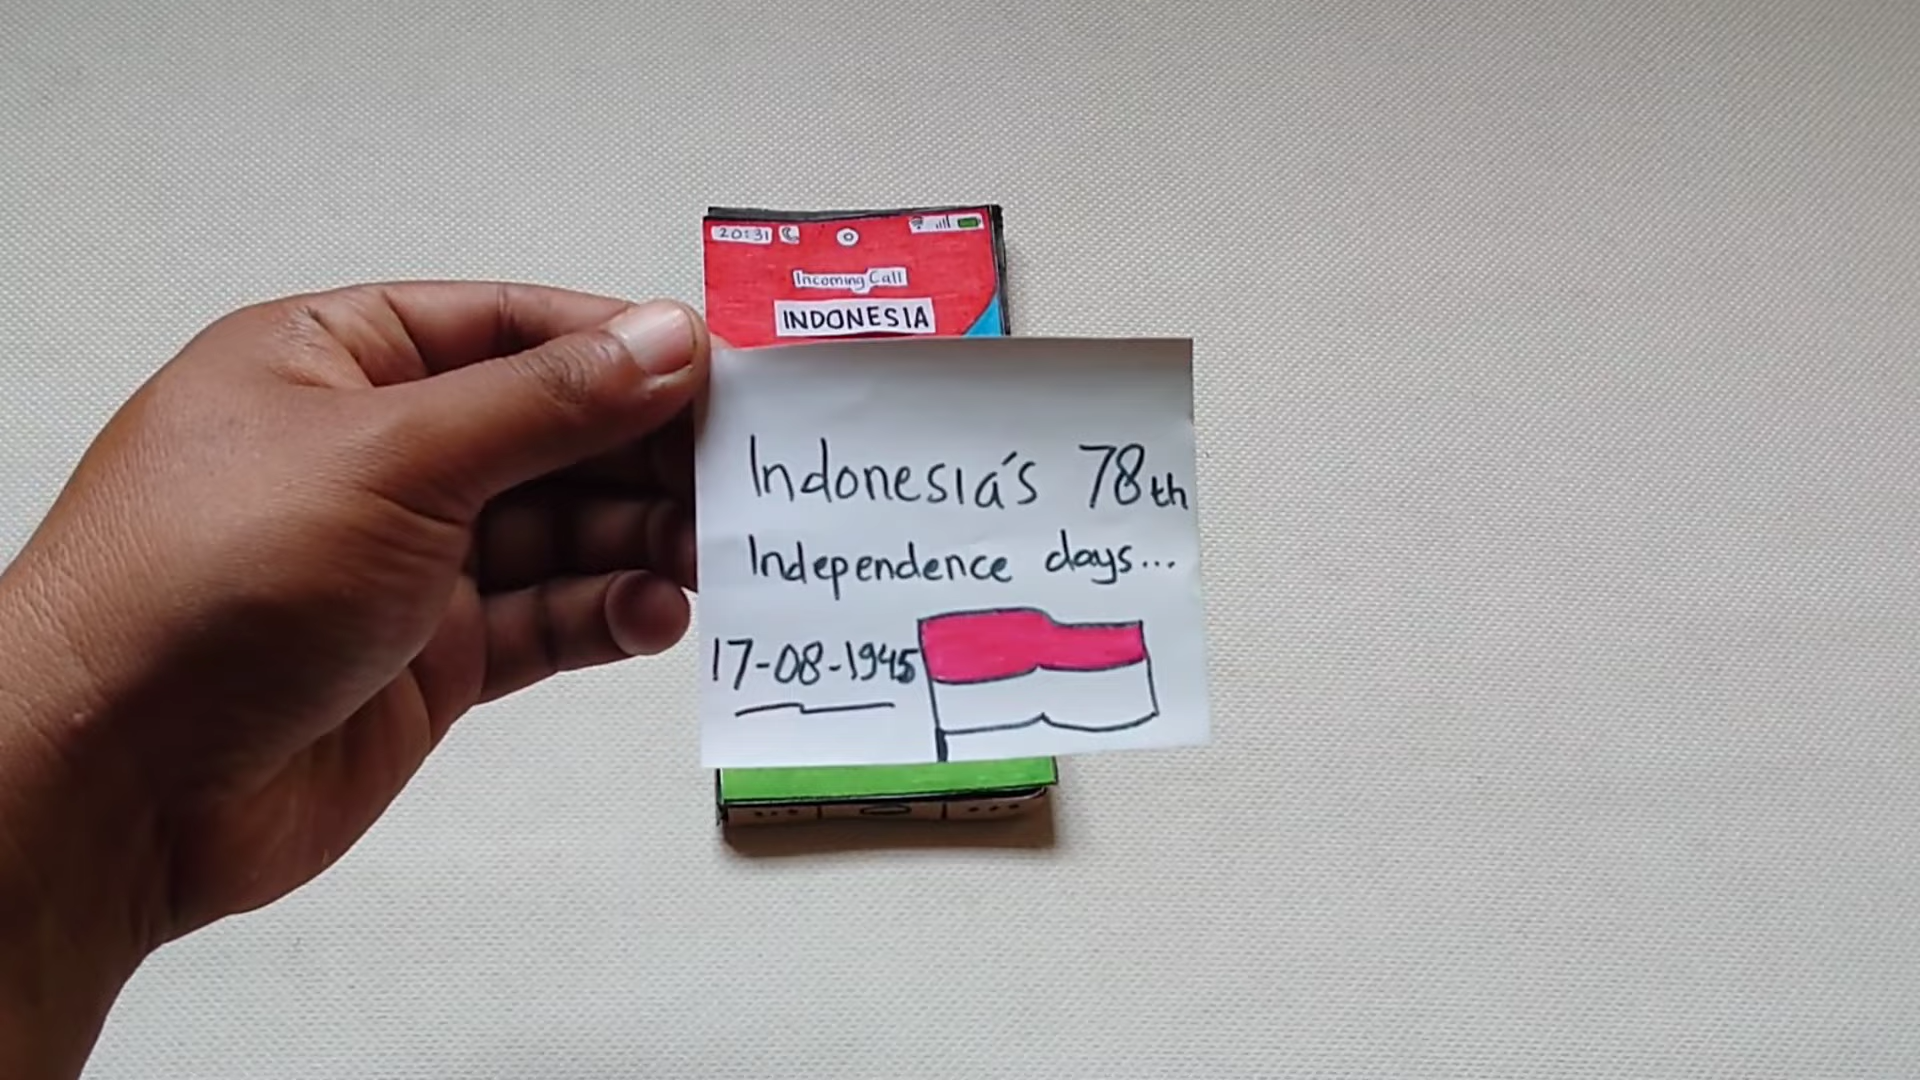 20:31
Incoming Call
INDONESIA
Indonesia's 78th
Independence days...
17-08-1945